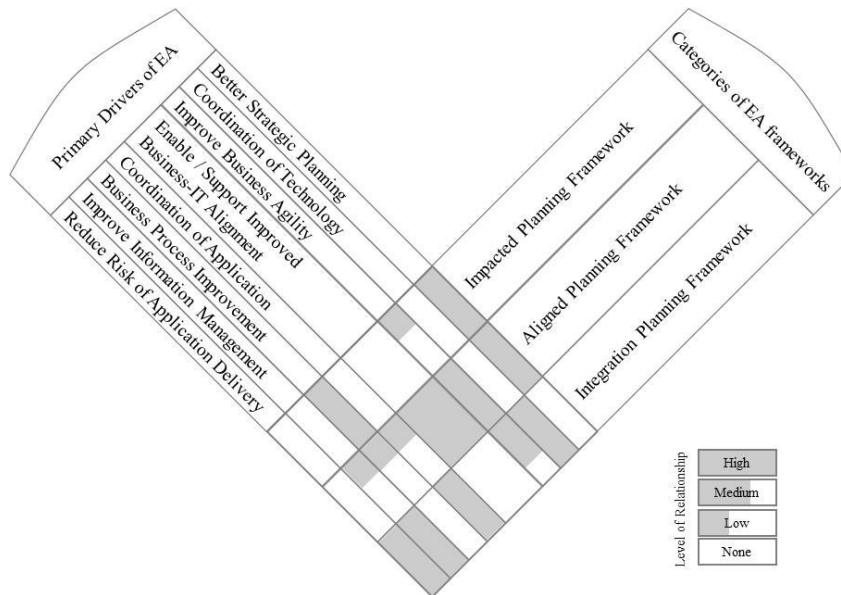 Primary Drivers of EA
Better Strategic Planning
Coordination of Technology
Improve Business Agility
Enable / Support Improved
Business-IT Alignment
Coordination of Application
Business Process Improvement
Improve Information Management
Reduce Risk of Application Delivery
Categories of EA frameworks
Impacted Planning Framework
Aligned Planning Framework
Integration Planning Framework
Level of Relationship
High
Medium
Low
None